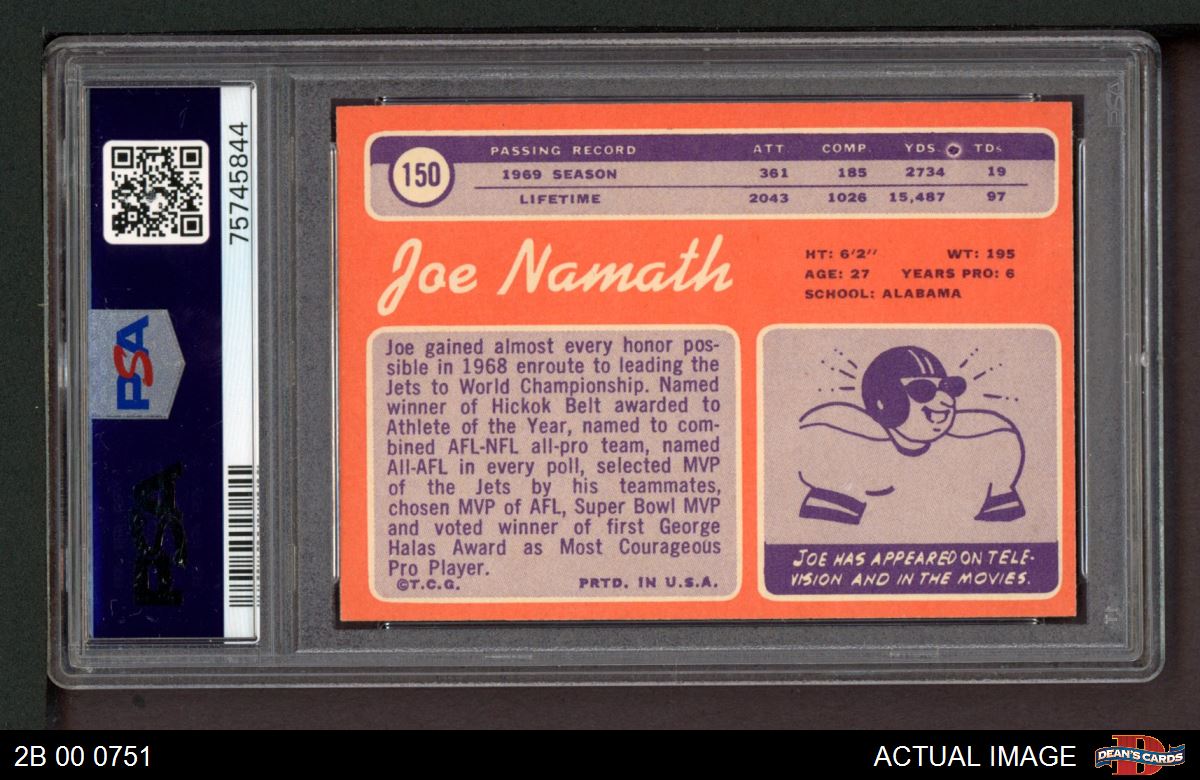 150
PASSING RECORD ATT. COMP. YDS. TDs
1969 SEASON 361 185 2734 19
LIFETIME 2043 1026 15,487 97
Joe Namath
HT: 6'2'' WT: 195
AGE: 27 YEARS PRO: 6
SCHOOL: ALABAMA
Joe gained almost every honor pos-
sible in 1968 enroute to leading the
Jets to World Championship. Named
winner of Hickok Belt awarded to
Athlete of the Year, named to com-
bined AFL-NFL all-pro team, named
All-AFL in every poll, selected MVP
of the Jets by his teammates,
chosen MVP of AFL, Super Bowl MVP
and voted winner of first George
Halas Award as Most Courageous
Pro Player.
©T.C.G. PRTD. IN U.S.A.
JOE HAS APPEARED ON TELE-
VISION AND IN THE MOVIES.
75745844
PSA
PSA
PSA
2B 00 0751
ACTUAL IMAGE
D
DEAN'S CARDS